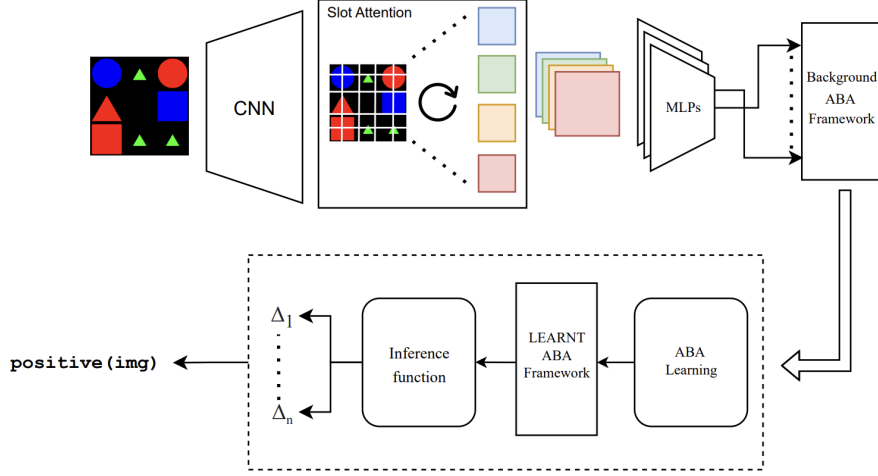 Slot Attention
CNN
MLPs
Background
ABA
Framework
positive(img)
Δ1
Δn
Inference
function
LEARNT
ABA
Framework
ABA
Learning